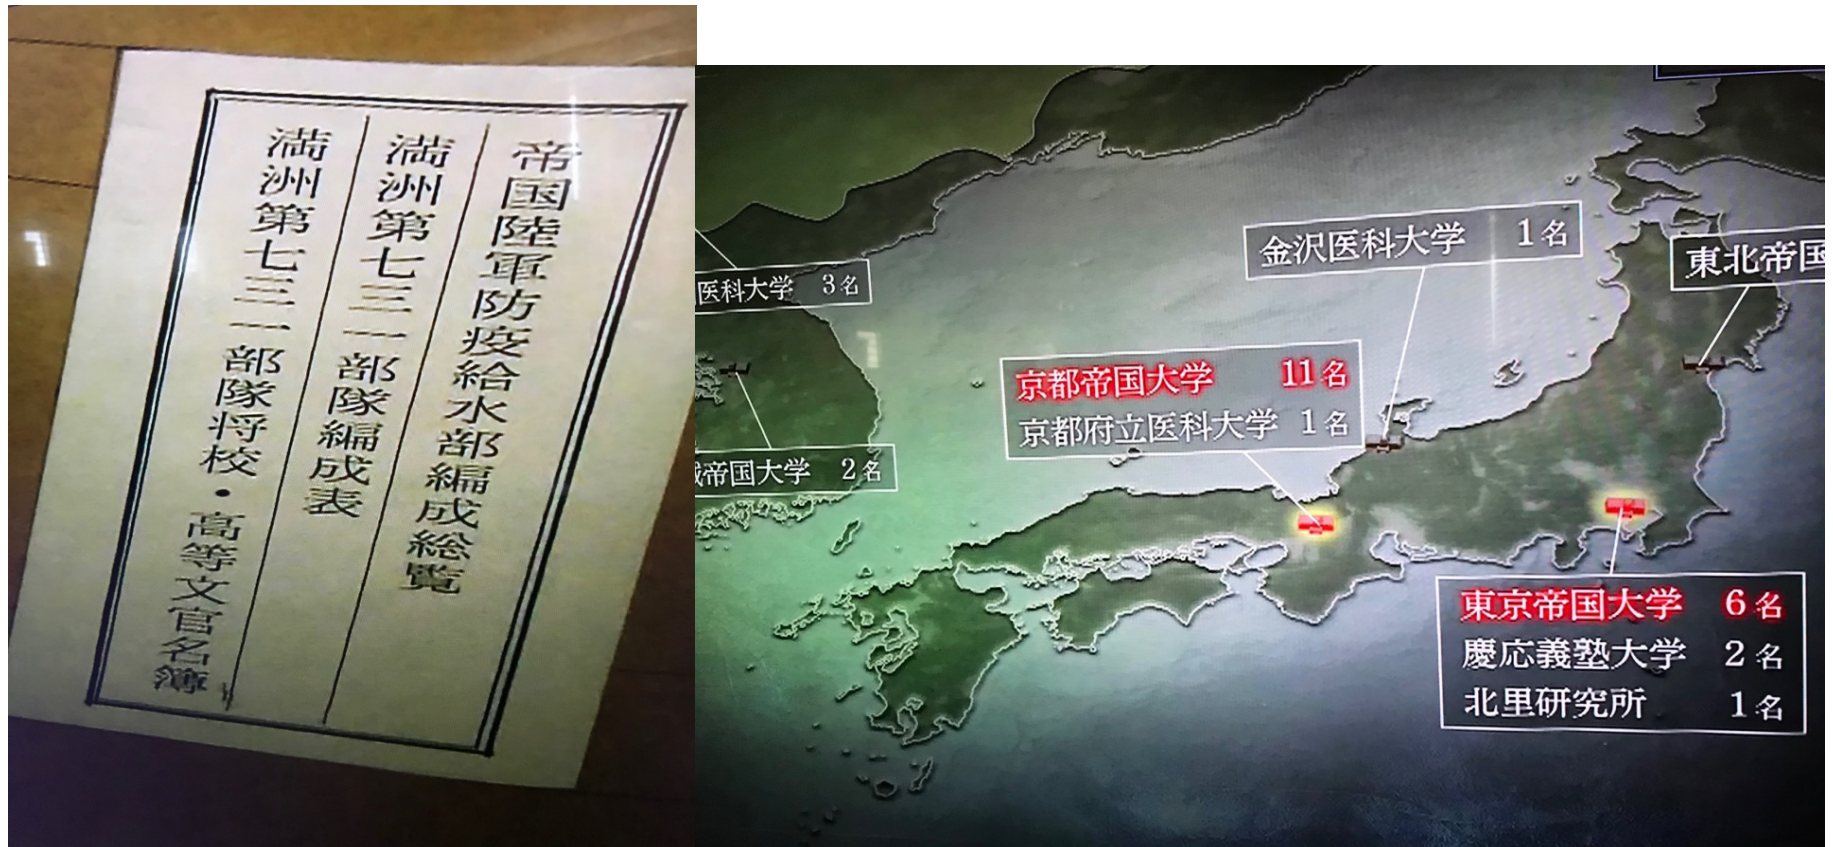 帝国陸軍防疫給水部編成総覧
満洲第七三一部隊編成表
満洲第七三一部隊将校・高等文官名簿
金沢医科大学 1名
東北帝国
医科大学 3名
京都帝国大学 11名
京都府立医科大学 1名
帝国大学 2名
東京帝国大学 6名
慶応義塾大学 2名
北里研究所 1名